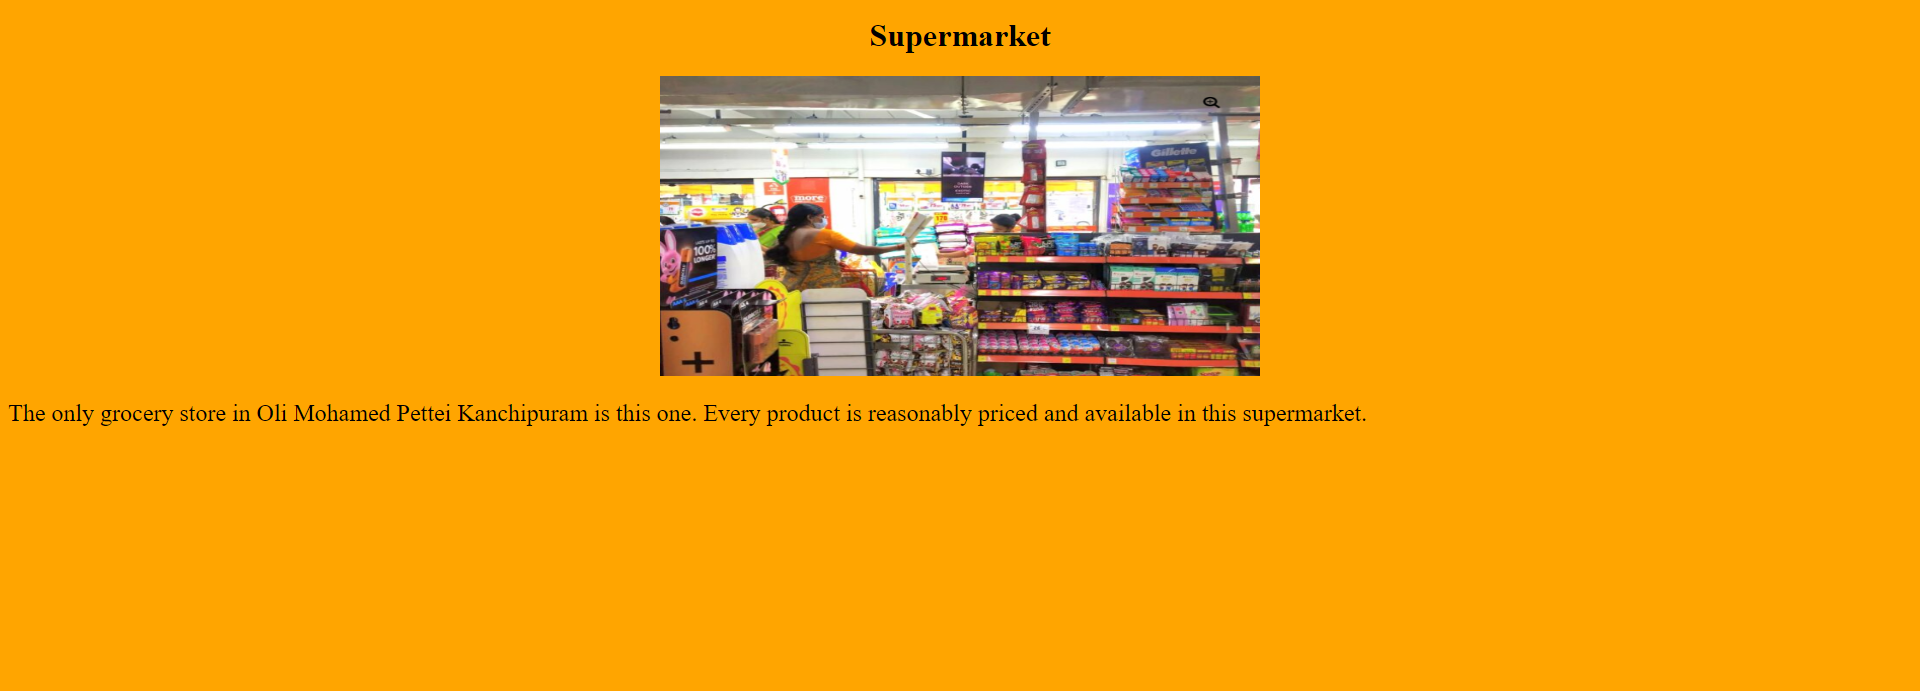 Supermarket
Gillette
more
100%
LONGER
The only grocery store in Oli Mohamed Pettei Kanchipuram is this one. Every product is reasonably priced and available in this supermarket.